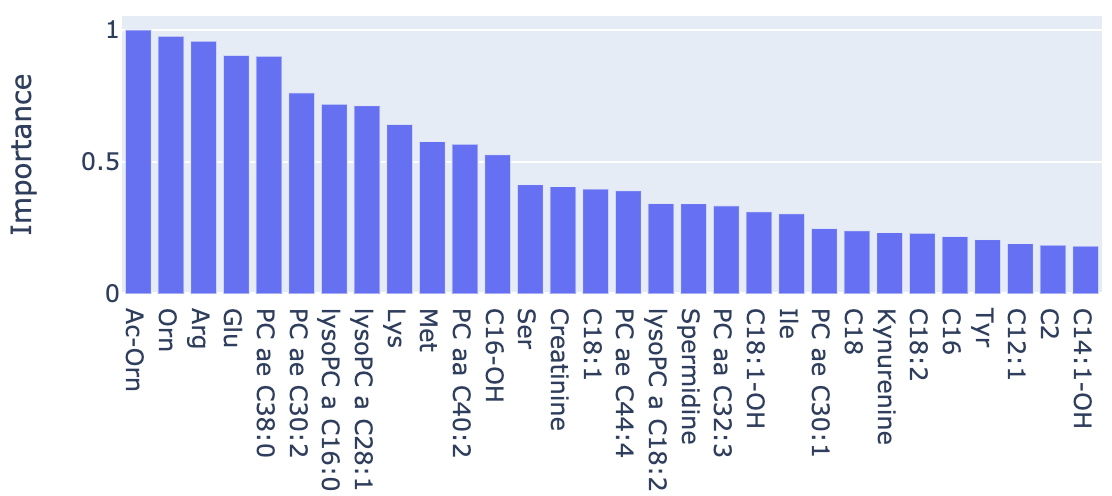 Importance
1
0.5
0
Ac-Orn
Orn
Arg
Glu
PC ae C38:0
PC ae C30:2
lysoPC a C16:0
lysoPC a C28:1
Lys
Met
PC aa C40:2
C16-OH
Ser
Creatinine
C18:1
PC ae C44:4
lysoPC a C18:2
Spermidine
PC aa C32:3
C18:1-OH
Ile
PC ae C30:1
C18
Kynurenine
C18:2
C16
Tyr
C12:1
C2
C14:1-OH